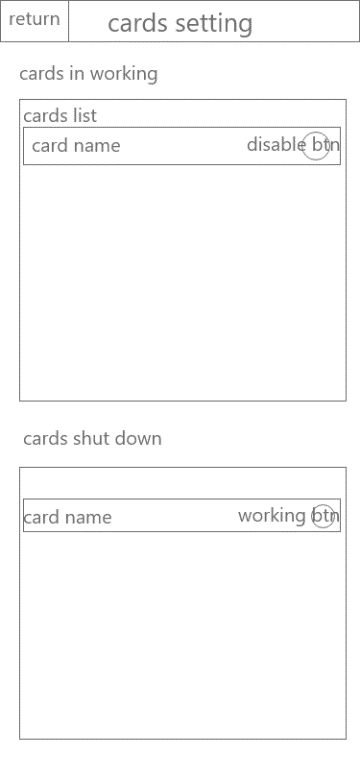 return
cards setting
cards in working
cards list
card name
disable btn
cards shut down
card name
working btn